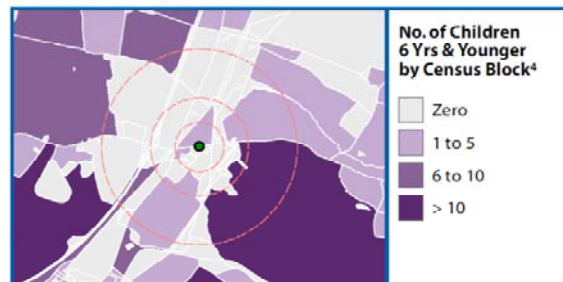 No. of Children
6 Yrs & Younger
by Census Block⁴
Zero
1 to 5
6 to 10
> 10